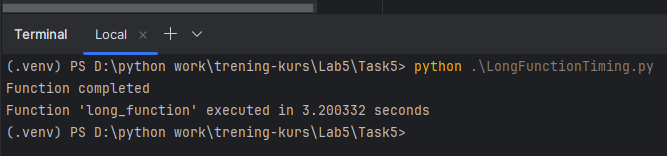 Terminal Local
(.venv) PS D:\python work\trening-kurs\Lab5\Task5> python .\LongFunctionTiming.py
Function completed
Function 'long_function' executed in 3.200332 seconds
(.venv) PS D:\python work\trening-kurs\Lab5\Task5>